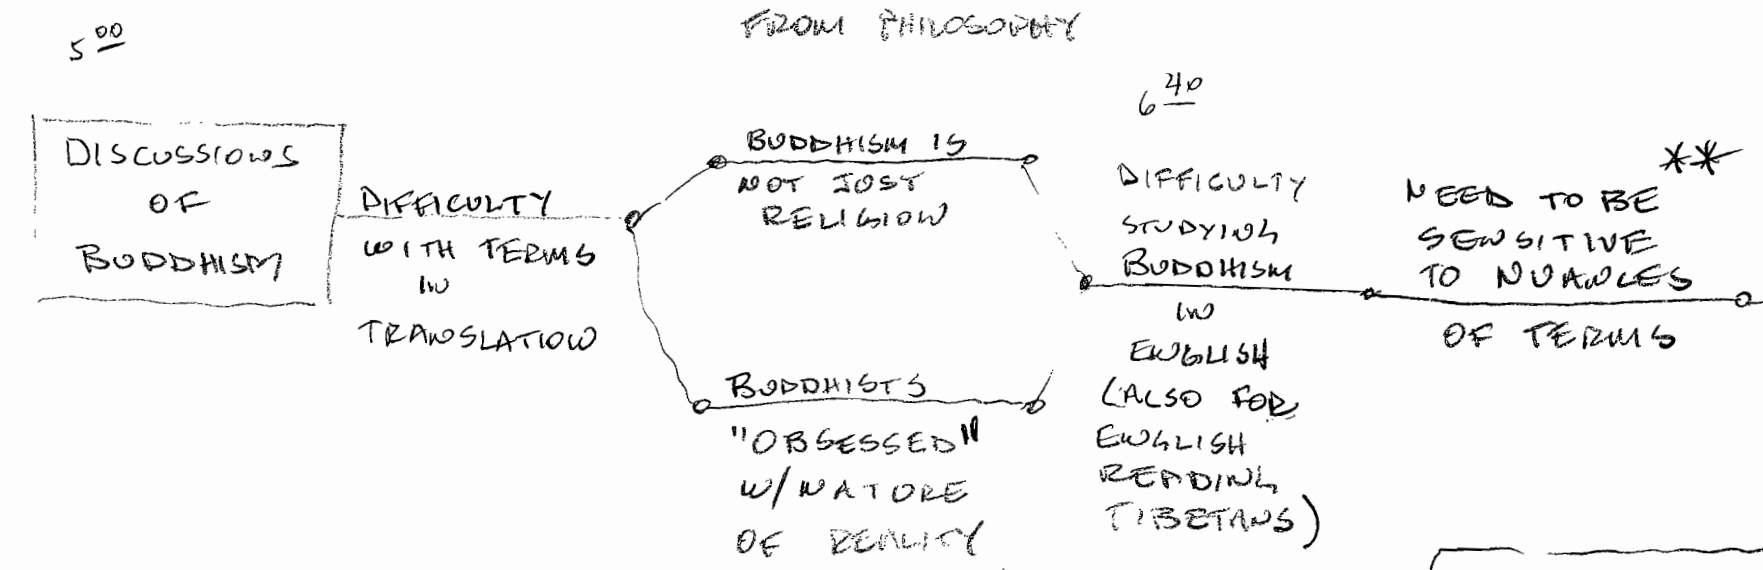 FROM PHILOSOPHY
5 00
DISCUSSIONS
OF
BUDDHISM
DIFFICULTY
WITH TERMS
IN
TRANSLATION
BUDDHISM IS
NOT JUST
RELIGION
BUDDHISTS
"OBSESSED"
W/NATURE
OF REALITY
6 40
DIFFICULTY
STUDYING
BUDDHISM
IN
ENGLISH
(ALSO FOR
ENGLISH
READING
TIBETANS)
**
NEED TO BE
SENSITIVE
TO NUANCES
OF TERMS